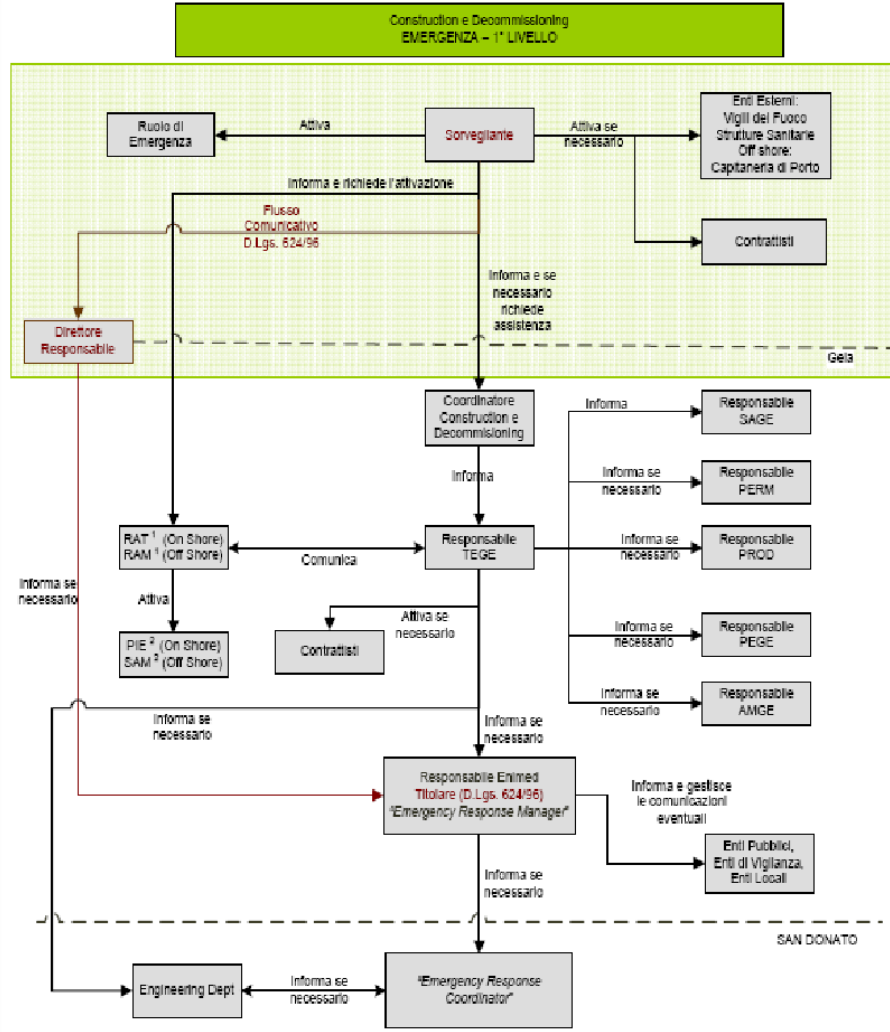 Construction e Decommissioning
EMERGENZA – 1° LIVELLO
Ruolo di
Emergenza
Attiva
Sorvegliante
Attiva se
necessario
Enti Esterni:
Vigili del Fuoco
Strutture Sanitarie
Off shore:
Capitaneria di Porto
Informa e richiede l'attivazione
Flusso
Comunicativo
D.Lgs. 624/96
Contrattisti
Informa e se
necessario
richiede
assistenza
Direttore
Responsabile
Gela
Coordinatore
Construction e
Decommisioning
Informa
Responsabile
SAGE
Informa
Informa se
necessario
Responsabile
PERM
RAT 1 (On Shore)
RAM 1 (Off Shore)
Comunica
Responsabile
TEGE
Informa se
necessario
Responsabile
PROD
Informa se
necessario
Attiva
Attiva se
necessario
PIE 2 (On Shore)
SAM 2 (Off Shore)
Contrattisti
Informa se
necessario
Responsabile
PEGE
Informa se
necessario
Responsabile
AMGE
Informa se
necessario
Informa se
necessario
Responsabile Enimed
Titolare (D.Lgs. 624/96)
"Emergency Response Manager"
Informa e gestisce
le comunicazioni
eventuali
Enti Pubblici,
Enti di Vigilanza,
Enti Locali
Informa se
necessario
SAN DONATO
Engineering Dept
Informa se
necessario
"Emergency Response
Coordinator"